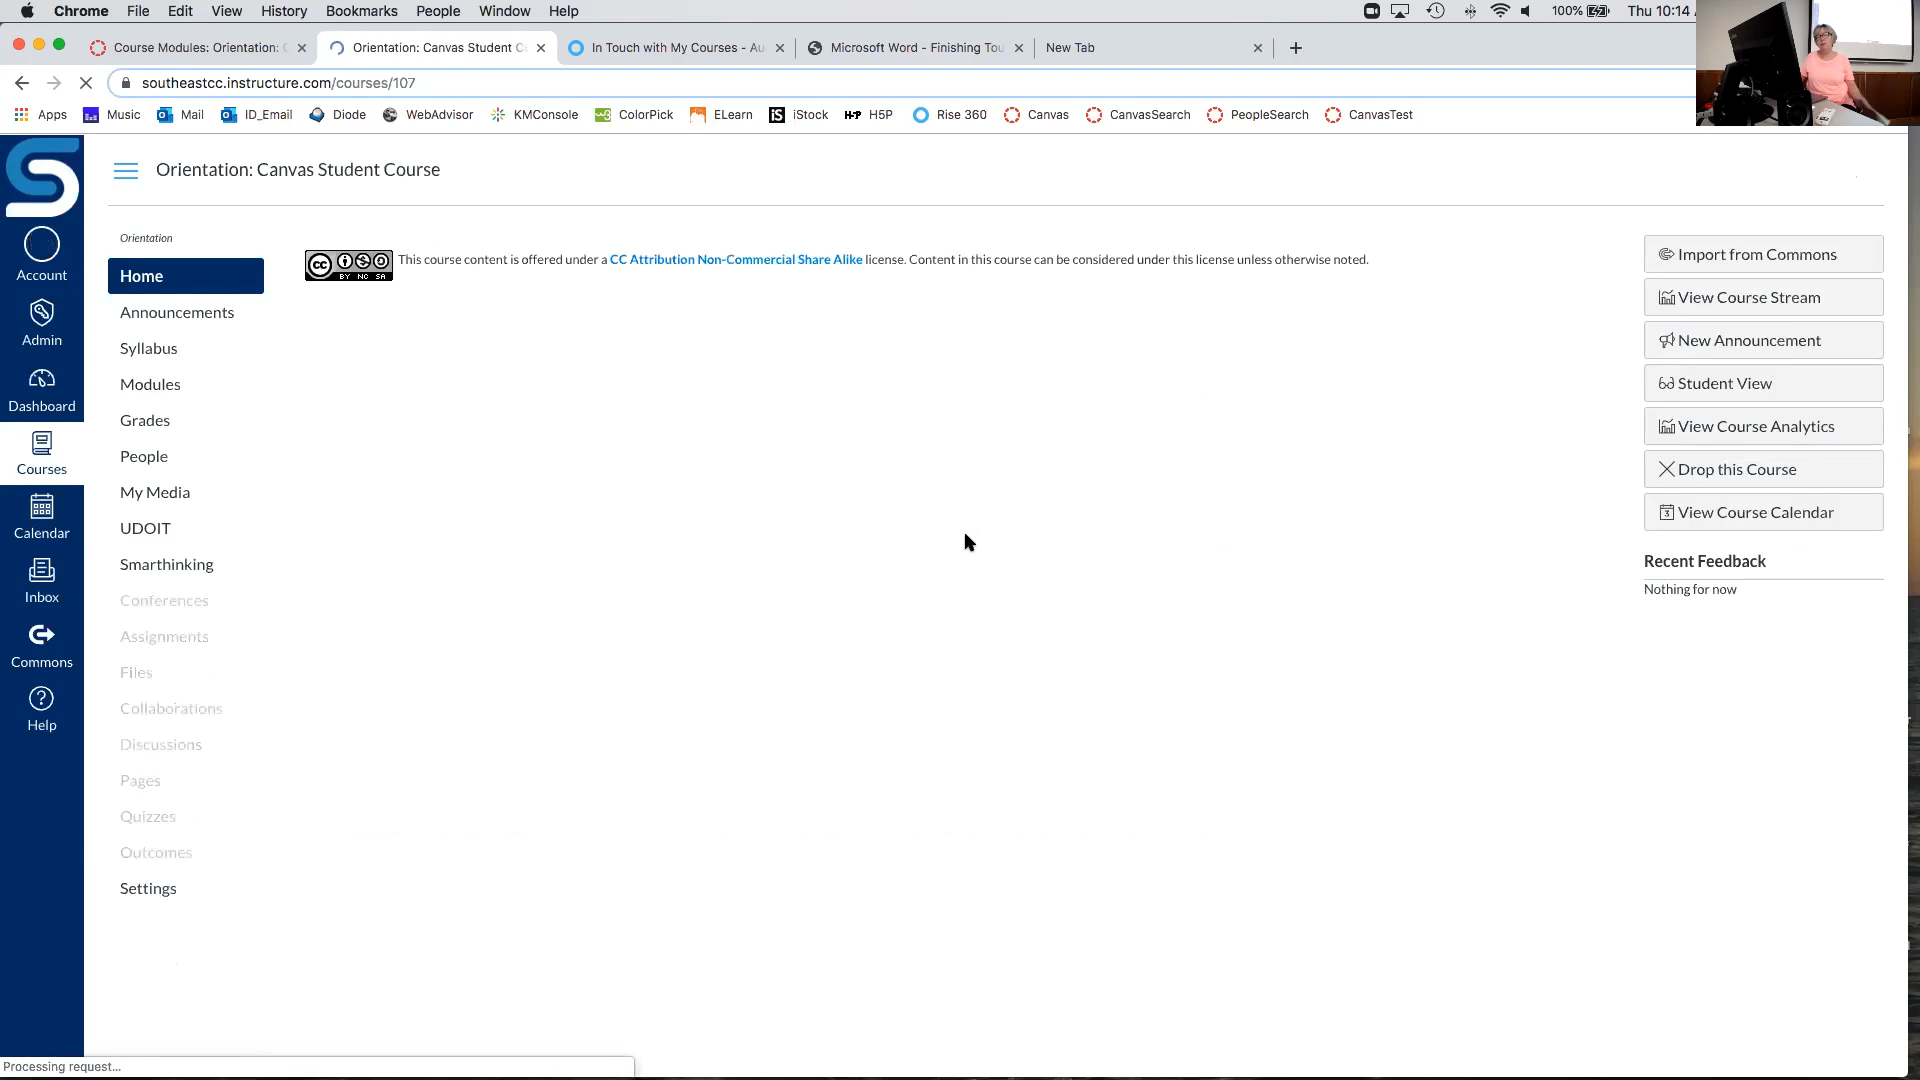 Chrome File Edit View History Bookmarks People Window Help 100% Thu 10:14
Course Modules: Orientation: Orientation: Canvas Student C In Touch with My Courses - Au Microsoft Word - Finishing Tou New Tab
southeastcc.instructure.com/courses/107
Apps Music Mail ID_Email Diode WebAdvisor KMConsole ColorPick ELearn iStock H5P Rise 360 Canvas CanvasSearch PeopleSearch CanvasTest
Orientation: Canvas Student Course
Account
Admin
Dashboard
Courses
Calendar
Inbox
Commons
Help
Orientation
Home
Announcements
Syllabus
Modules
Grades
People
My Media
UDOIT
Smarthinking
Conferences
Assignments
Files
Collaborations
Discussions
Pages
Quizzes
Outcomes
Settings
CC BY NC SA This course content is offered under a CC Attribution Non-Commercial Share Alike license. Content in this course can be considered under this license unless otherwise noted.
Import from Commons
View Course Stream
New Announcement
Student View
View Course Analytics
Drop this Course
View Course Calendar
Recent Feedback
Nothing for now
Processing request...